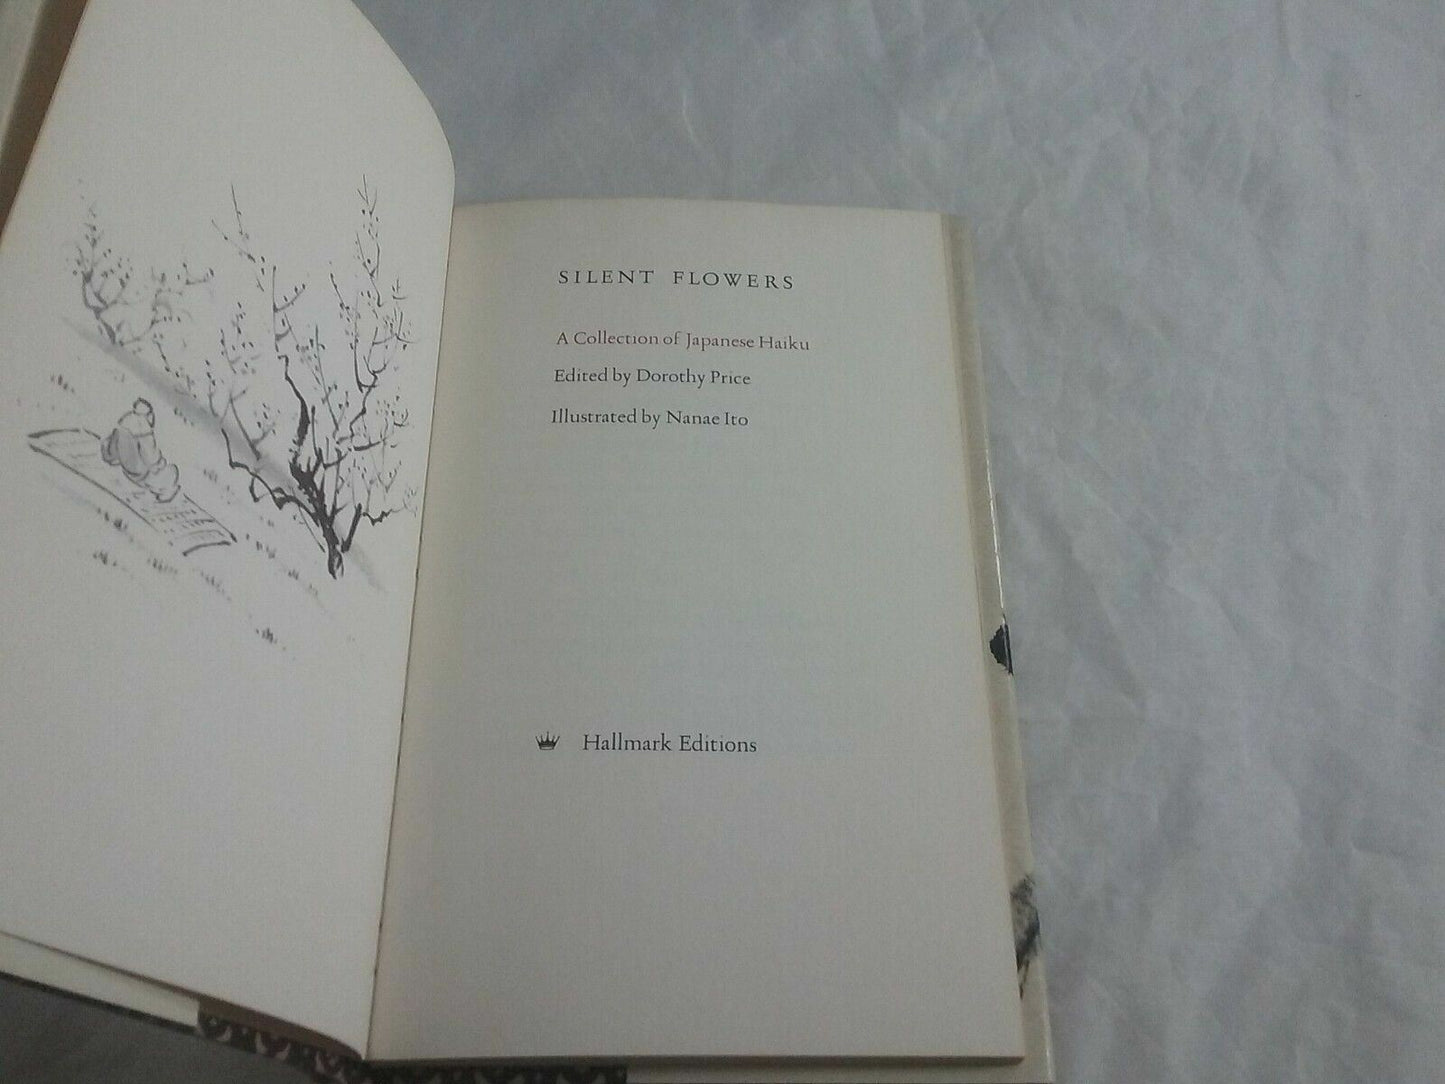 SILENT FLOWERS
A Collection of Japanese Haiku
Edited by Dorothy Price
Illustrated by Nanae Ito
Hallmark Editions